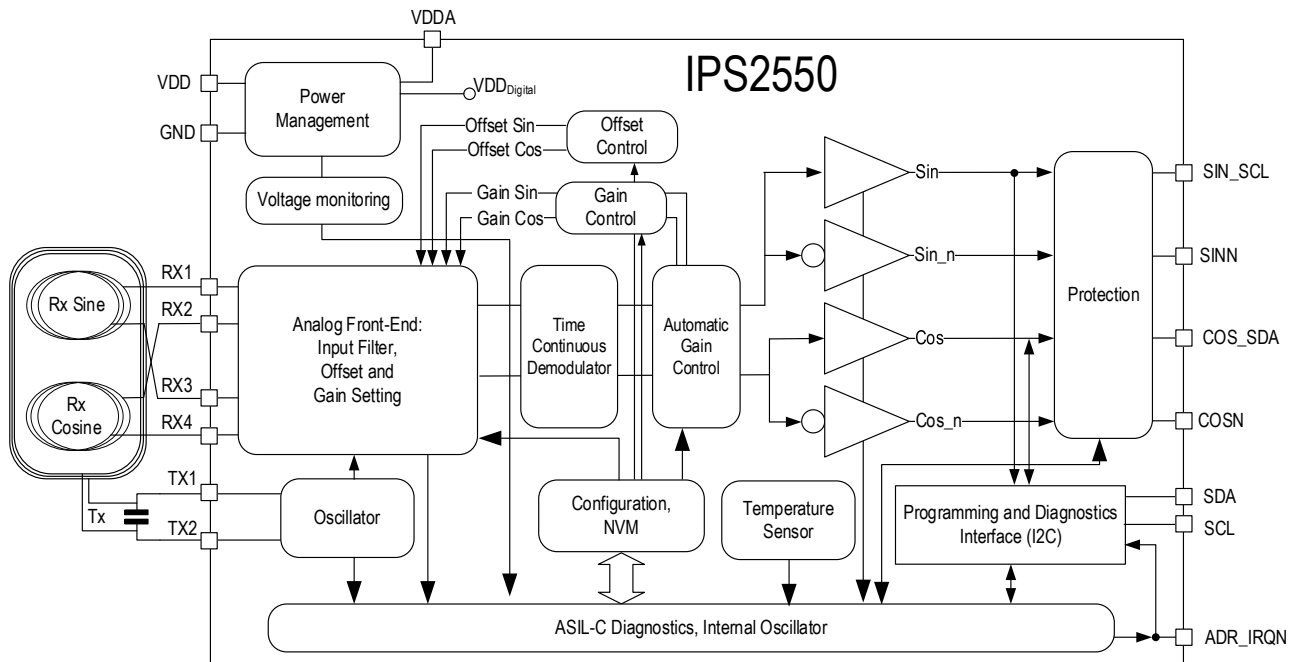 VDDA
IPS2550
VDD
GND
Power
Management
VDDDigital
Voltage monitoring
Offset Sin
Offset Cos
Offset
Control
Gain Sin
Gain Cos
Gain
Control
Rx Sine
Rx
Cosine
RX1
RX2
RX3
RX4
Tx
TX1
TX2
Analog Front-End:
Input Filter,
Offset and
Gain Setting
Time
Continuous
Demodulator
Automatic
Gain
Control
Sin
Sin_n
Cos
Cos_n
Protection
SIN_SCL
SINN
COS_SDA
COSN
Oscillator
Configuration,
NVM
Temperature
Sensor
Programming and Diagnostics
Interface (I2C)
SDA
SCL
ASIL-C Diagnostics, Internal Oscillator
ADR_IRQN